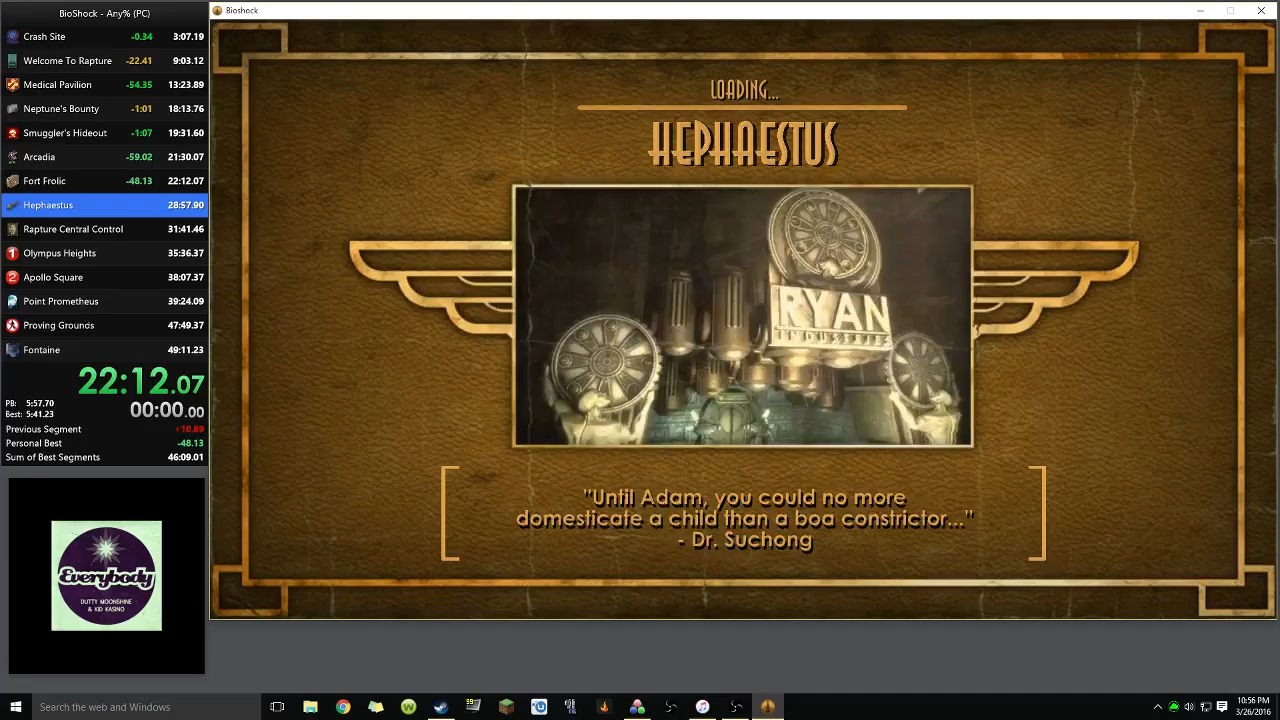 BioShock - Any% (PC)
Crash Site -0.34 3:07.19
Welcome To Rapture -22.41 9:03.12
Medical Pavilion -54.35 13:23.89
Neptune's Bounty -1:01 18:13.76
Smuggler's Hideout -1:07 19:31.60
Arcadia -59.02 21:30.07
Fort Frolic -48.13 22:12.07
Hephaestus 28:57.90
Rapture Central Control 31:41.46
Olympus Heights 35:36.37
Apollo Square 38:07.37
Point Prometheus 39:24.09
Proving Grounds 47:49.37
Fontaine 49:11.23
22:12.07
PB: 5:57.70
Best: 5:41.23
00:00.00
Previous Segment +10.89
Personal Best -48.13
Sum of Best Segments 46:09.01
Everybody
DUTTY MOONSHINE
& KID KASINO
Bioshock
LOADING...
HEPHAESTUS
RYAN
INDUSTRIES
"Until Adam, you could no more
domesticate a child than a boa constrictor..."
- Dr. Suchong
Search the web and Windows
10:56 PM
3/26/2016